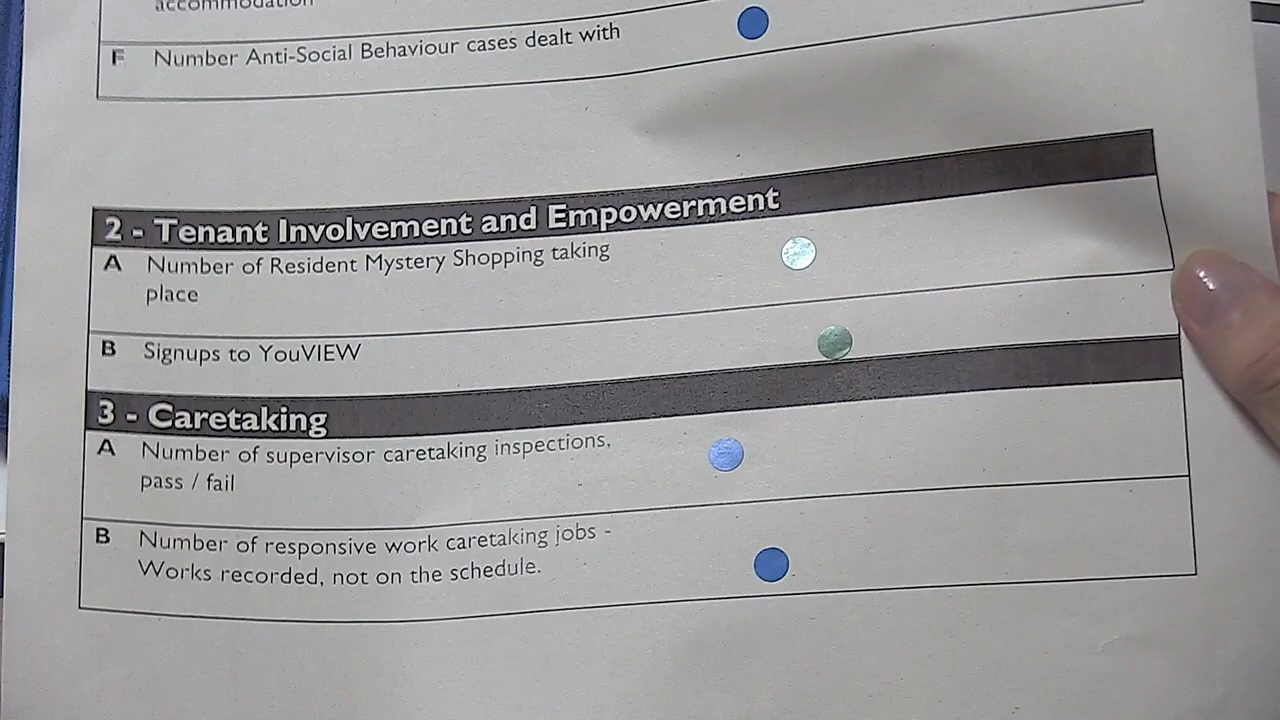 accommodation
F Number Anti-Social Behaviour cases dealt with
2 - Tenant Involvement and Empowerment
A Number of Resident Mystery Shopping taking
place
B Signups to YouVIEW
3 - Caretaking
A Number of supervisor caretaking inspections,
pass / fail
B Number of responsive work caretaking jobs -
Works recorded, not on the schedule.